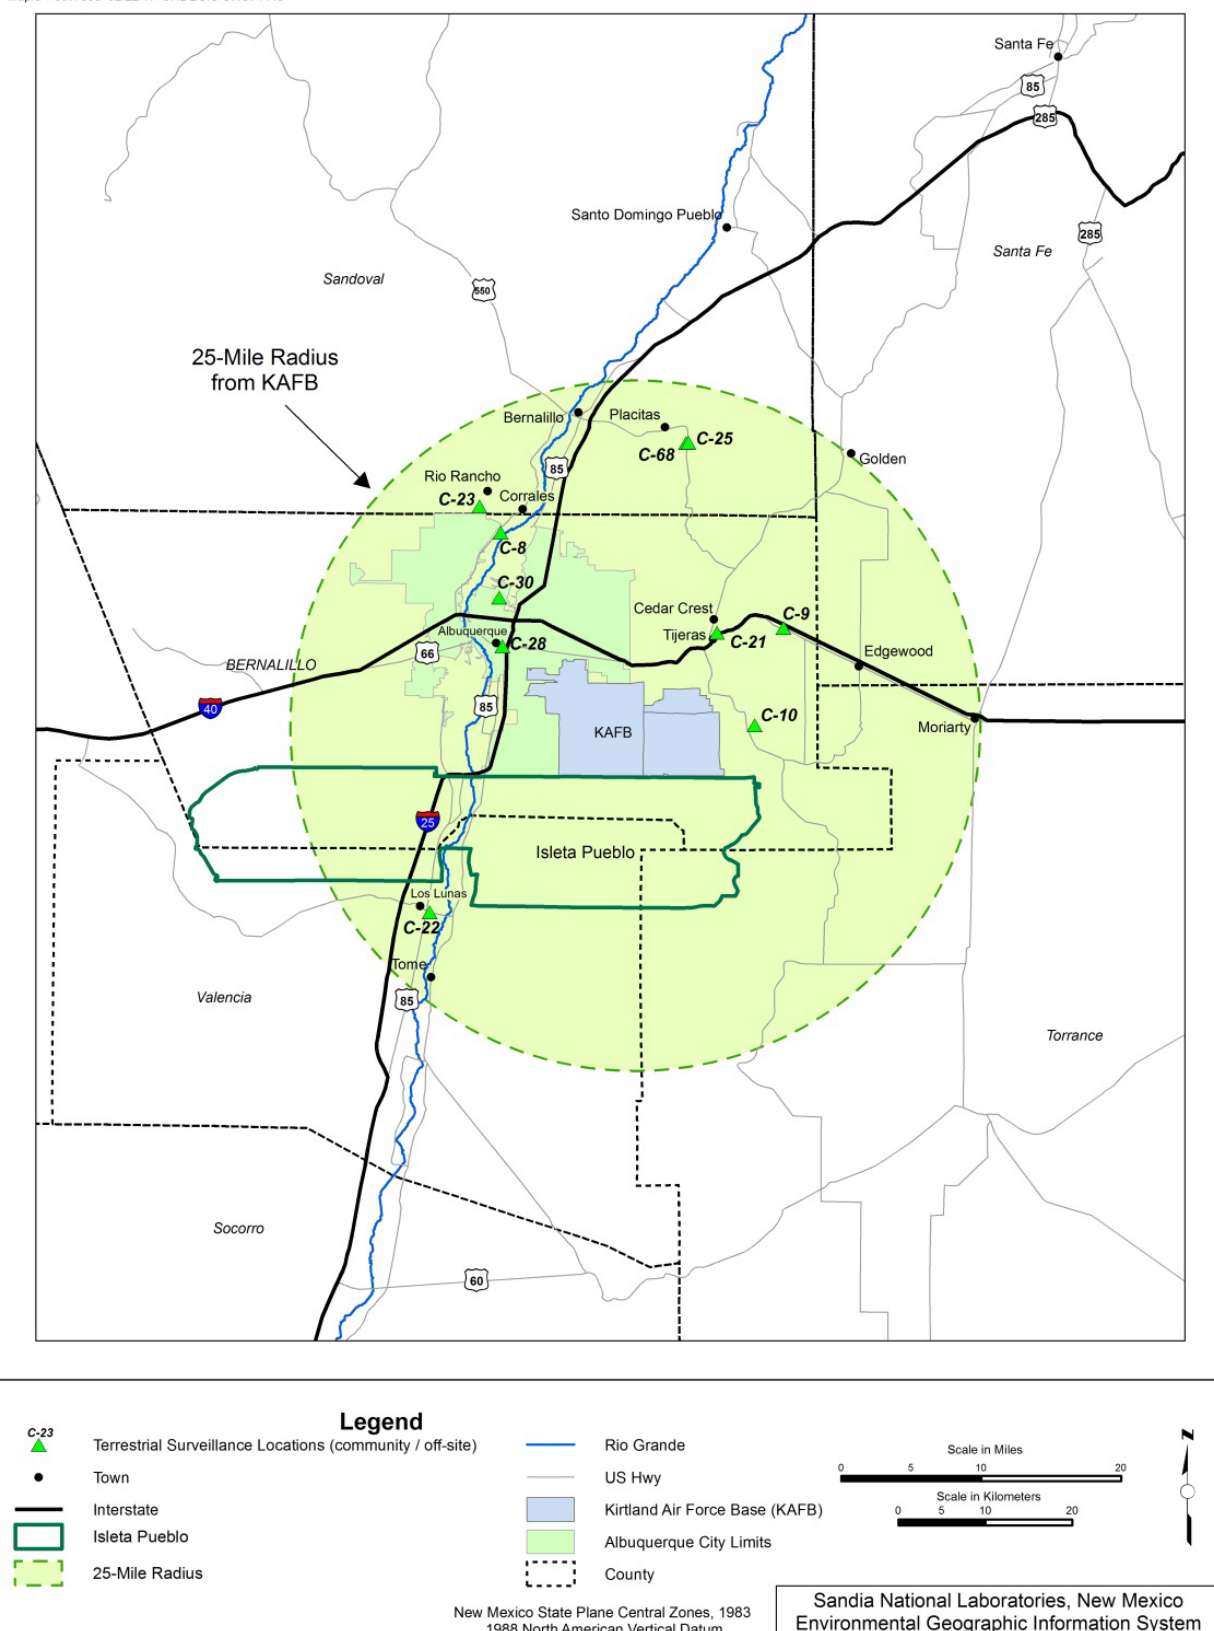 Santa Fe
85
285
Santo Domingo Pueblo
285
Santa Fe
Sandoval
550
25-Mile Radius
from KAFB
Bernalillo
Placitas
C-25
C-68
Golden
85
Rio Rancho
C-23
Corrales
C-8
C-30
Cedar Crest
C-9
Albuquerque
C-28
Tijeras
C-21
Edgewood
66
BERNALILLO
40
85
C-10
KAFB
Moriarty
25
Isleta Pueblo
Los Lunas
C-22
Tome
85
Valencia
Torrance
Socorro
60
Legend
C-23
Terrestrial Surveillance Locations (community / off-site)
Town
Interstate
Isleta Pueblo
25-Mile Radius
Rio Grande
US Hwy
Kirtland Air Force Base (KAFB)
Albuquerque City Limits
County
Scale in Miles
0 5 10 20
Scale in Kilometers
0 5 10 20
N
New Mexico State Plane Central Zones, 1983
1988 North American Vertical Datum
Sandia National Laboratories, New Mexico
Environmental Geographic Information System